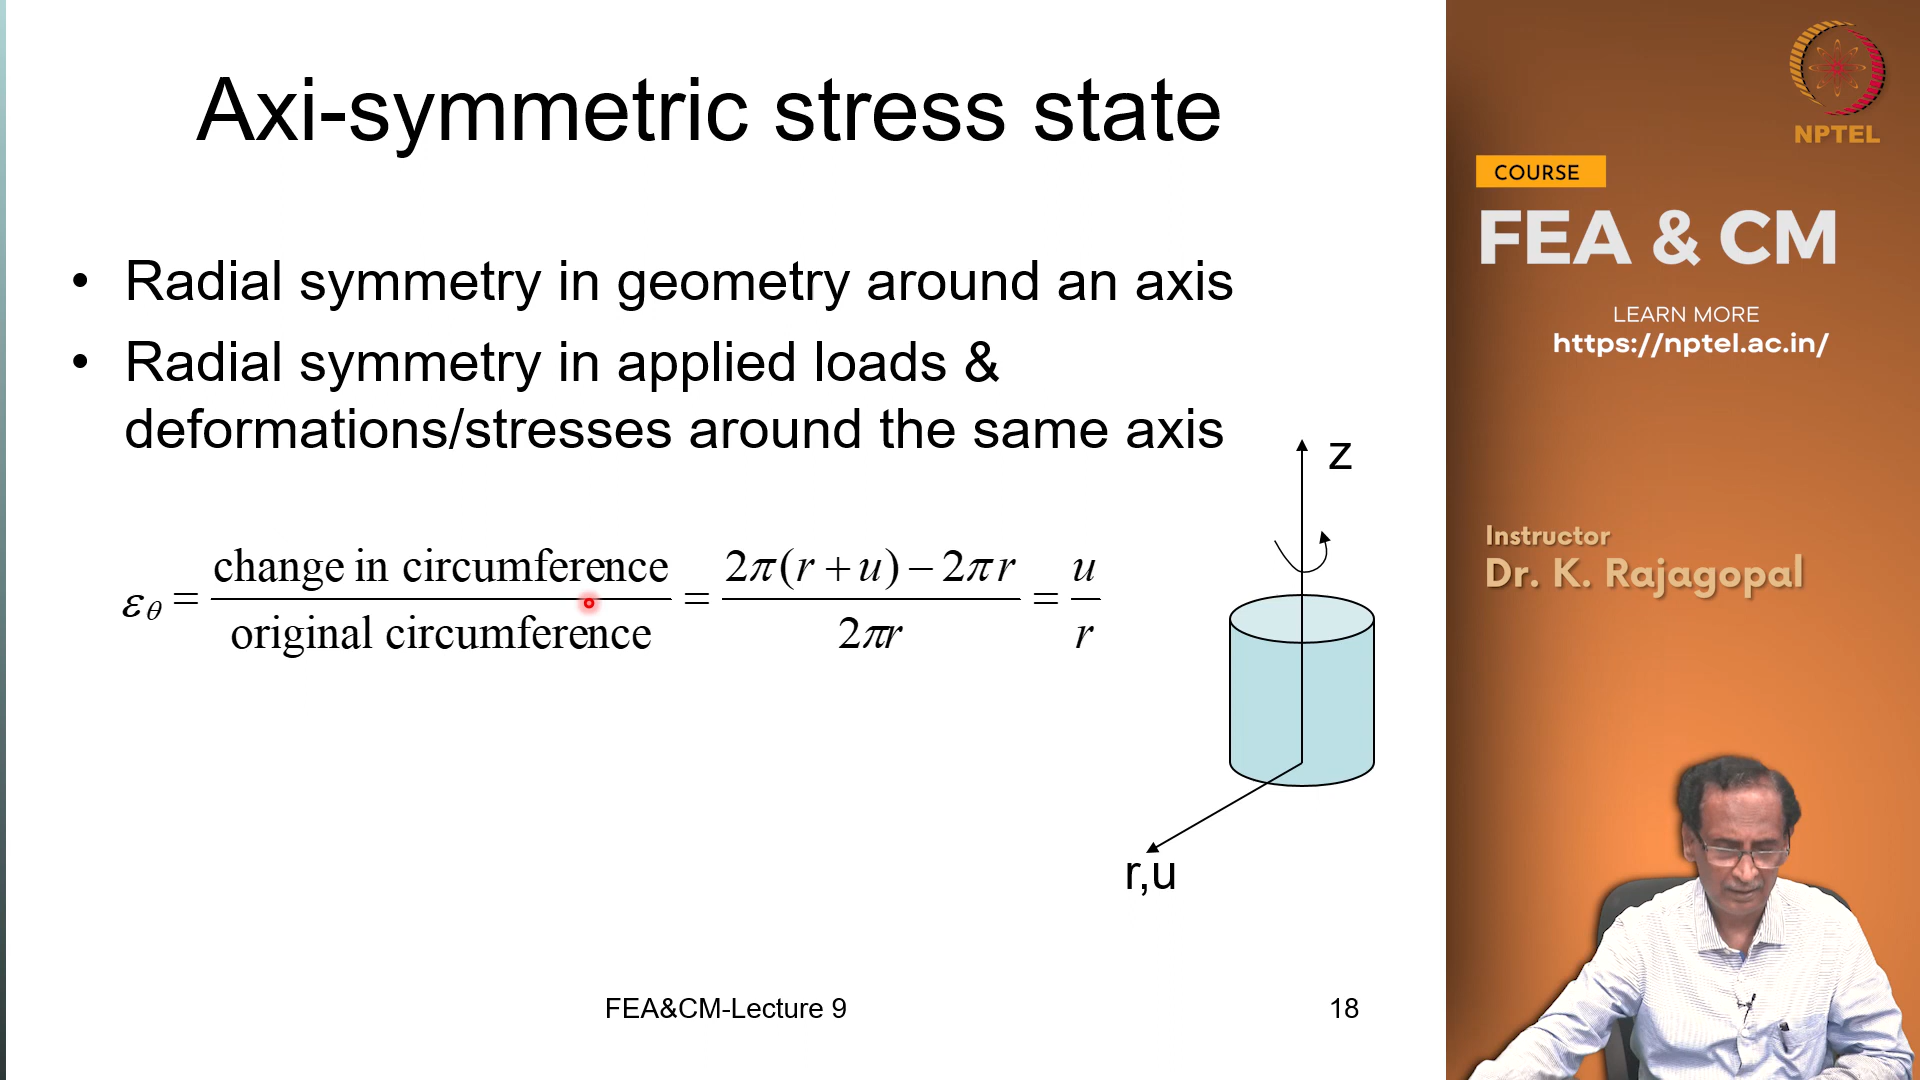 Axi-symmetric stress state
• Radial symmetry in geometry around an axis
• Radial symmetry in applied loads &
deformations/stresses around the same axis
z
ε_θ = change in circumference / original circumference = 2π(r + u) − 2πr / 2πr = u / r
r,u
FEA&CM-Lecture 9
18
NPTEL
COURSE
FEA & CM
LEARN MORE
https://nptel.ac.in/
Instructor
Dr. K. Rajagopal